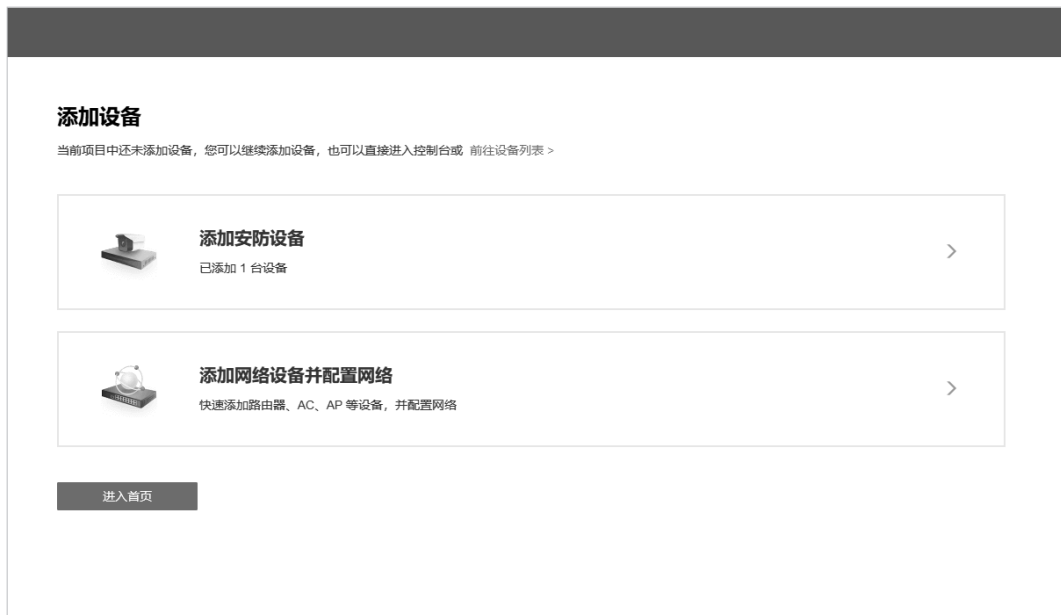 添加设备
当前项目中还未添加设备，您可以继续添加设备，也可以直接进入控制台或 前往设备列表 >
添加安防设备
已添加 1 台设备
添加网络设备并配置网络
快速添加路由器、AC、AP 等设备，并配置网络
进入首页